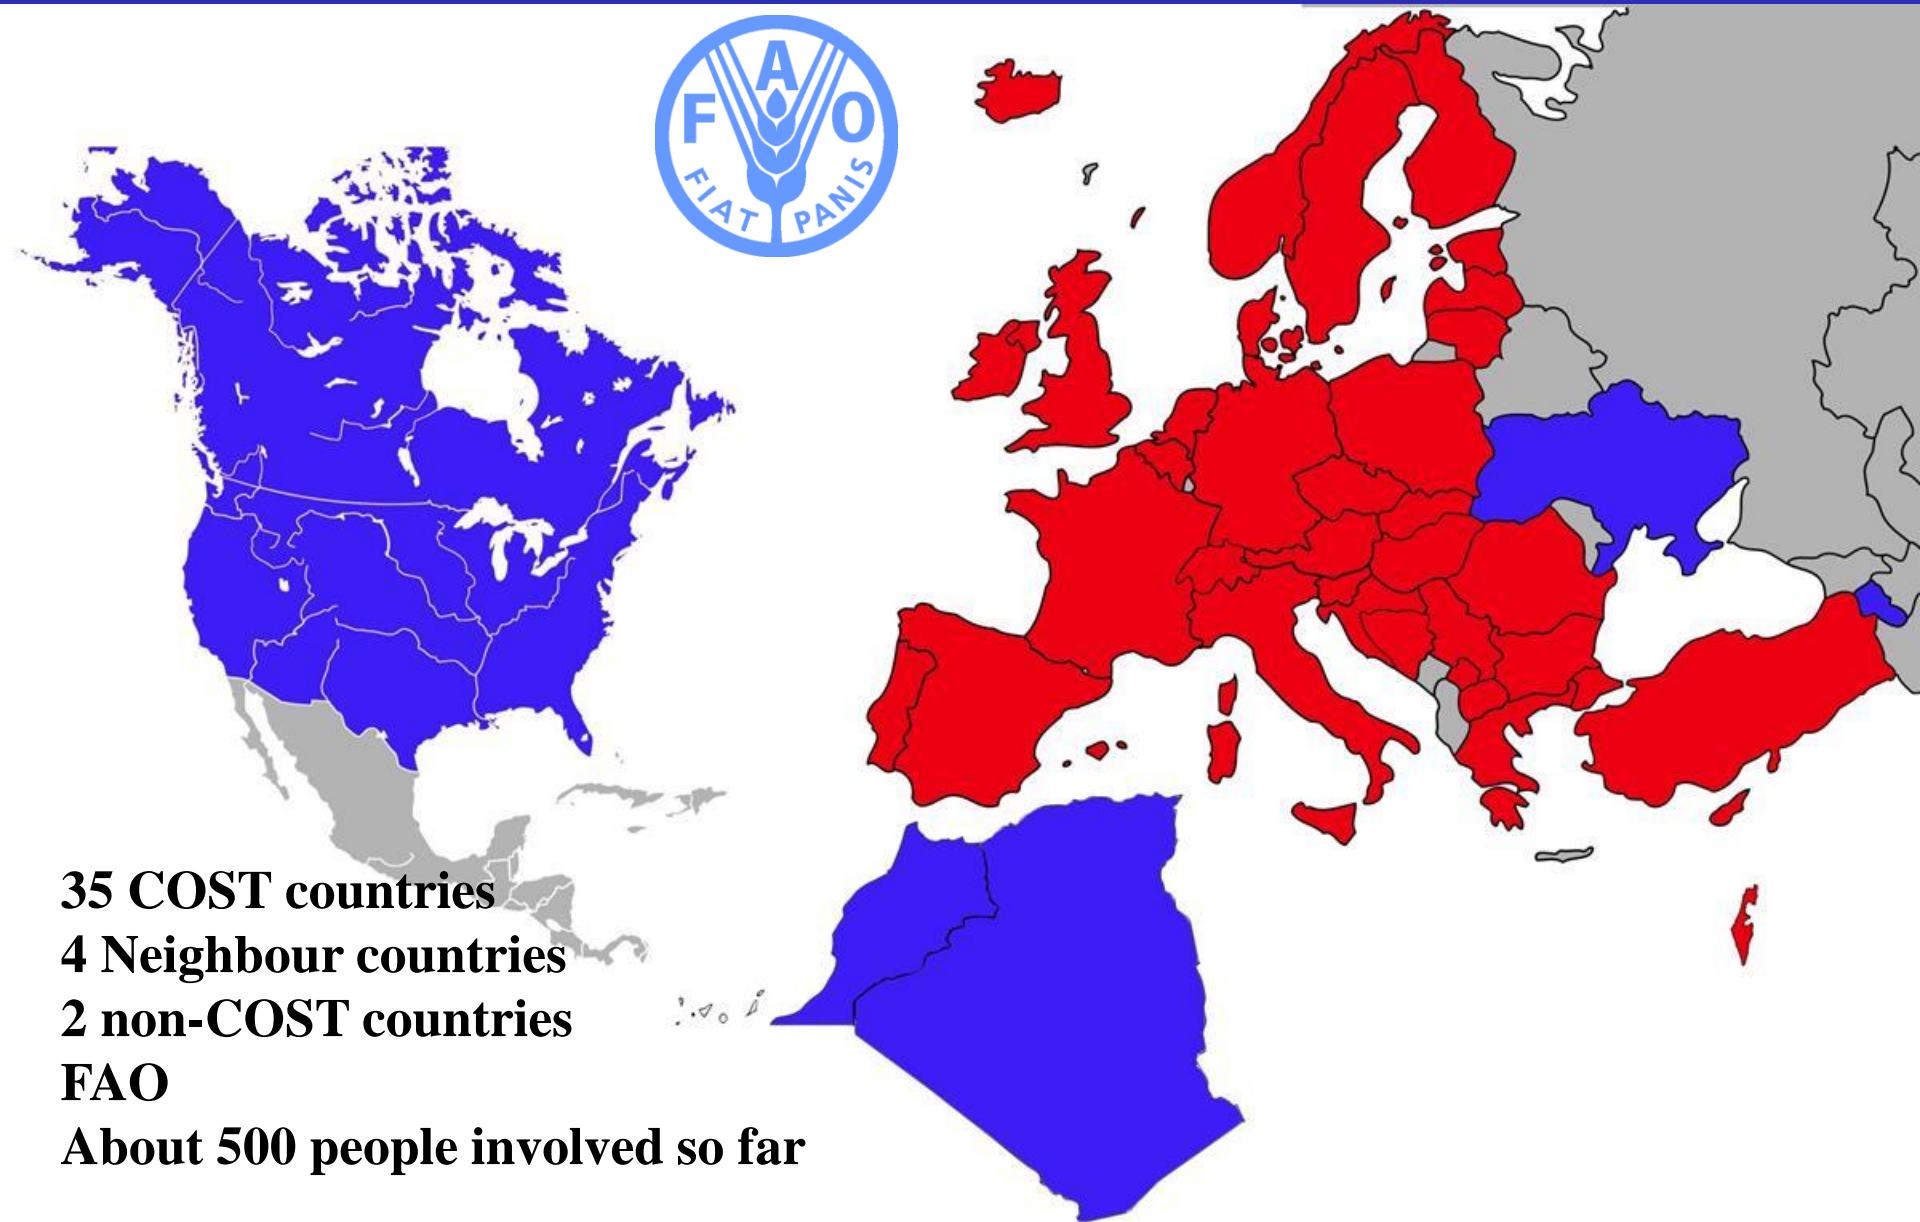 F A O
FIAT PANIS
35 COST countries
4 Neighbour countries
2 non-COST countries
FAO
About 500 people involved so far